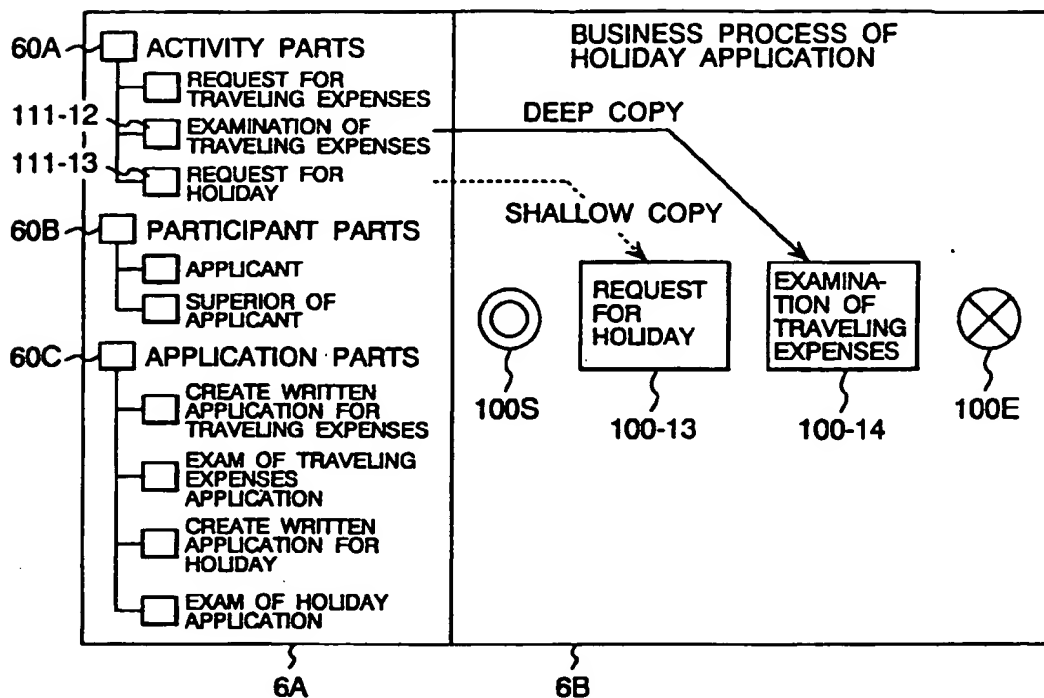 60A
ACTIVITY PARTS
REQUEST FOR
TRAVELING EXPENSES
111-12
EXAMINATION OF
TRAVELING EXPENSES
111-13
REQUEST FOR
HOLIDAY
60B
PARTICIPANT PARTS
APPLICANT
SUPERIOR OF
APPLICANT
60C
APPLICATION PARTS
CREATE WRITTEN
APPLICATION FOR
TRAVELING EXPENSES
EXAM OF TRAVELING
EXPENSES
APPLICATION
CREATE WRITTEN
APPLICATION FOR
HOLIDAY
EXAM OF HOLIDAY
APPLICATION
6A
BUSINESS PROCESS OF
HOLIDAY APPLICATION
DEEP COPY
SHALLOW COPY
REQUEST
FOR
HOLIDAY
EXAMINA-
TION OF
TRAVELING
EXPENSES
100S
100-13
100-14
100E
6B